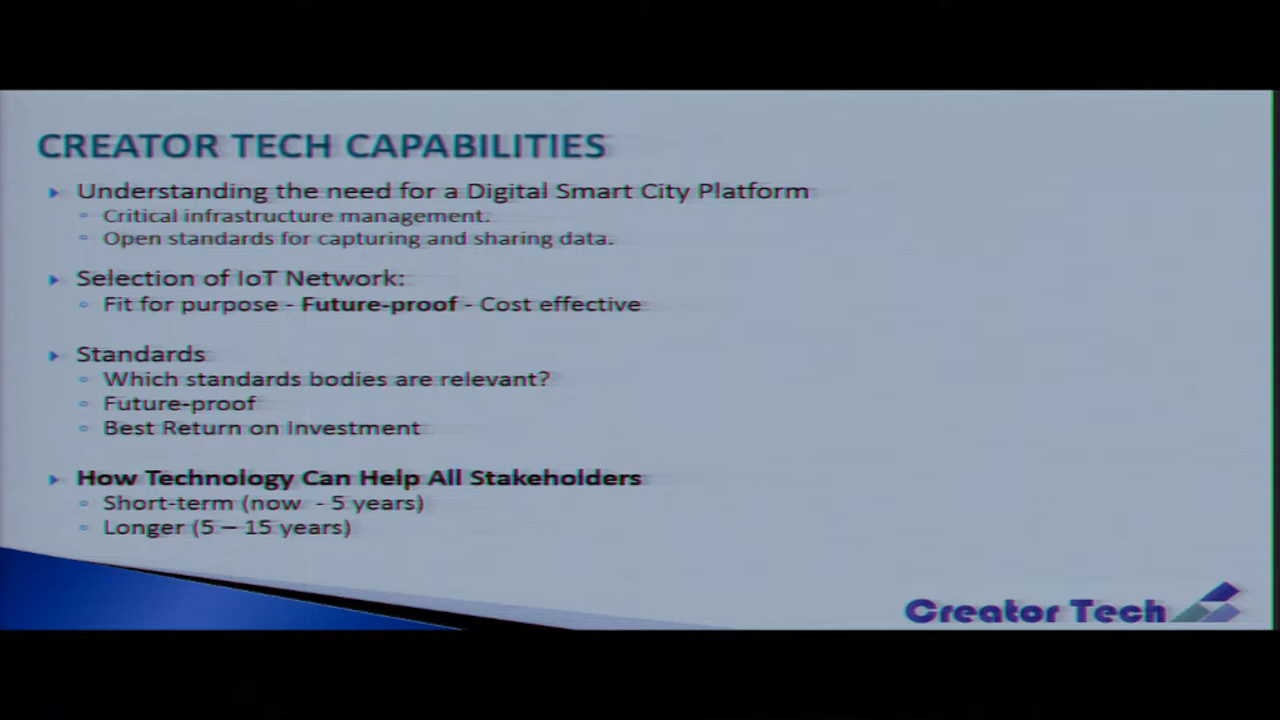 CREATOR TECH CAPABILITIES
Understanding the need for a Digital Smart City Platform
Critical infrastructure management.
Open standards for capturing and sharing data.
Selection of IoT Network:
Fit for purpose - Future-proof - Cost effective
Standards
Which standards bodies are relevant?
Future-proof
Best Return on Investment
How Technology Can Help All Stakeholders
Short-term (now - 5 years)
Longer (5 – 15 years)
Creator Tech